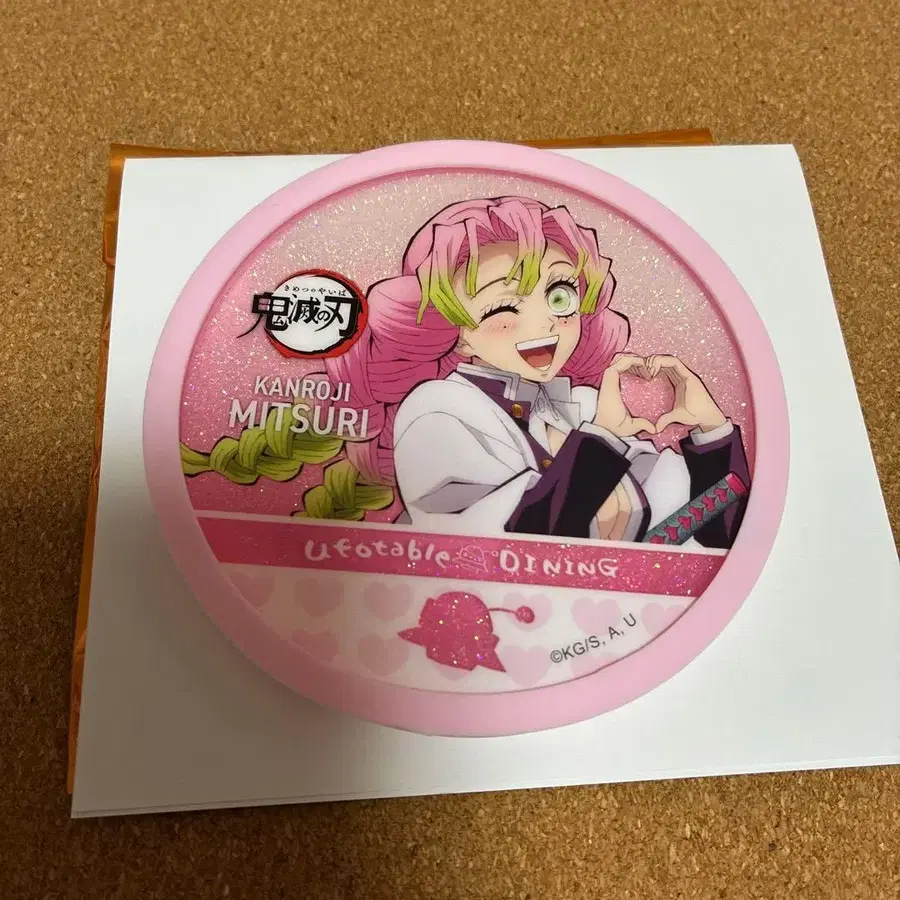 きめつのやいば
鬼滅の刃
KANROJI
MITSURI
ufotable DINING
©KG/S, A, U